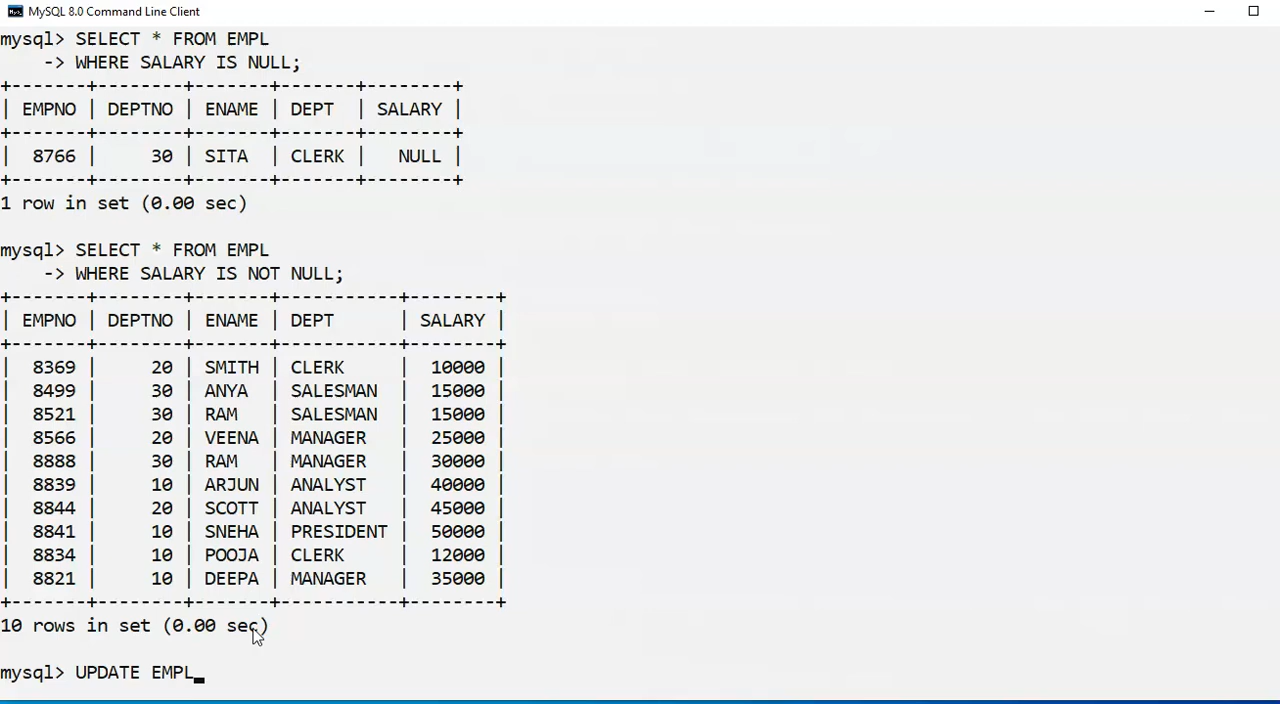 MySQL 8.0 Command Line Client
mysql> SELECT * FROM EMPL
    -> WHERE SALARY IS NULL;
+-------+--------+-------+-------+--------+
| EMPNO | DEPTNO | ENAME | DEPT  | SALARY |
+-------+--------+-------+-------+--------+
|  8766 |     30 | SITA  | CLERK |   NULL |
+-------+--------+-------+-------+--------+
1 row in set (0.00 sec)
mysql> SELECT * FROM EMPL
    -> WHERE SALARY IS NOT NULL;
+-------+--------+-------+-----------+--------+
| EMPNO | DEPTNO | ENAME | DEPT      | SALARY |
+-------+--------+-------+-----------+--------+
|  8369 |     20 | SMITH | CLERK     |  10000 |
|  8499 |     30 | ANYA  | SALESMAN  |  15000 |
|  8521 |     30 | RAM   | SALESMAN  |  15000 |
|  8566 |     20 | VEENA | MANAGER   |  25000 |
|  8888 |     30 | RAM   | MANAGER   |  30000 |
|  8839 |     10 | ARJUN | ANALYST   |  40000 |
|  8844 |     20 | SCOTT | ANALYST   |  45000 |
|  8841 |     10 | SNEHA | PRESIDENT |  50000 |
|  8834 |     10 | POOJA | CLERK     |  12000 |
|  8821 |     10 | DEEPA | MANAGER   |  35000 |
+-------+--------+-------+-----------+--------+
10 rows in set (0.00 sec)
mysql> UPDATE EMPL_